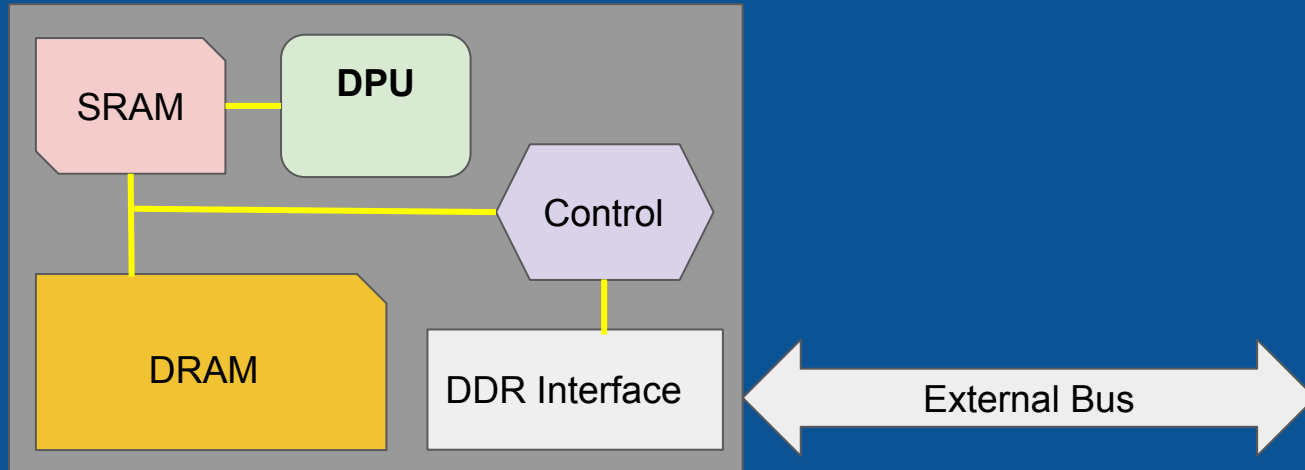 SRAM
DPU
Control
DRAM
DDR Interface
External Bus